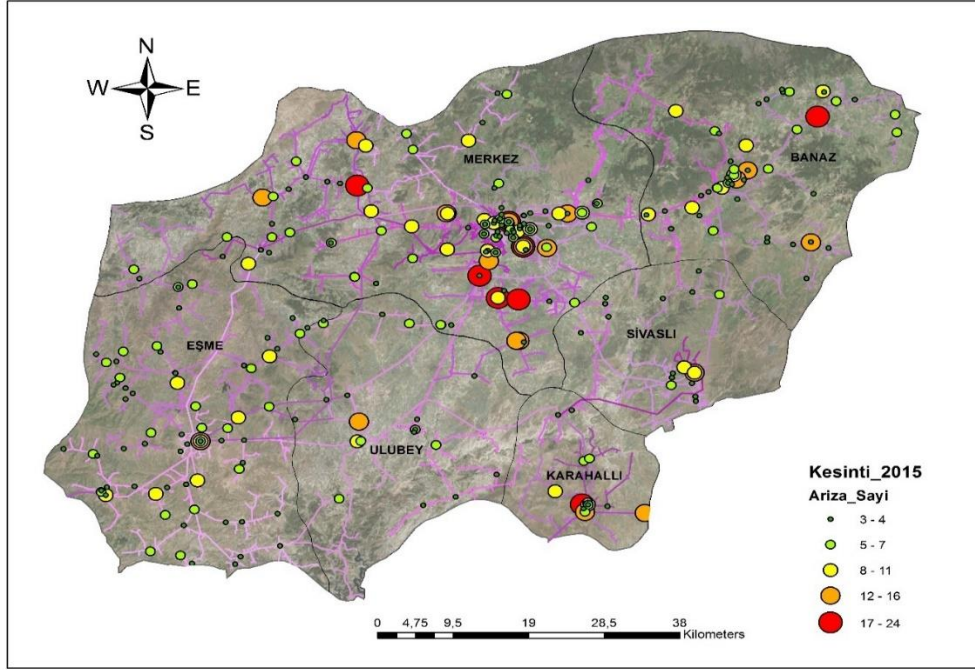 N
W E
S
MERKEZ
BANAZ
SİVASLI
EŞME
ULUBEY
KARAHALLI
Kesinti_2015
Ariza_Sayi
3 - 4
5 - 7
8 - 11
12 - 16
17 - 24
0 4,75 9,5 19 28,5 38
Kilometers